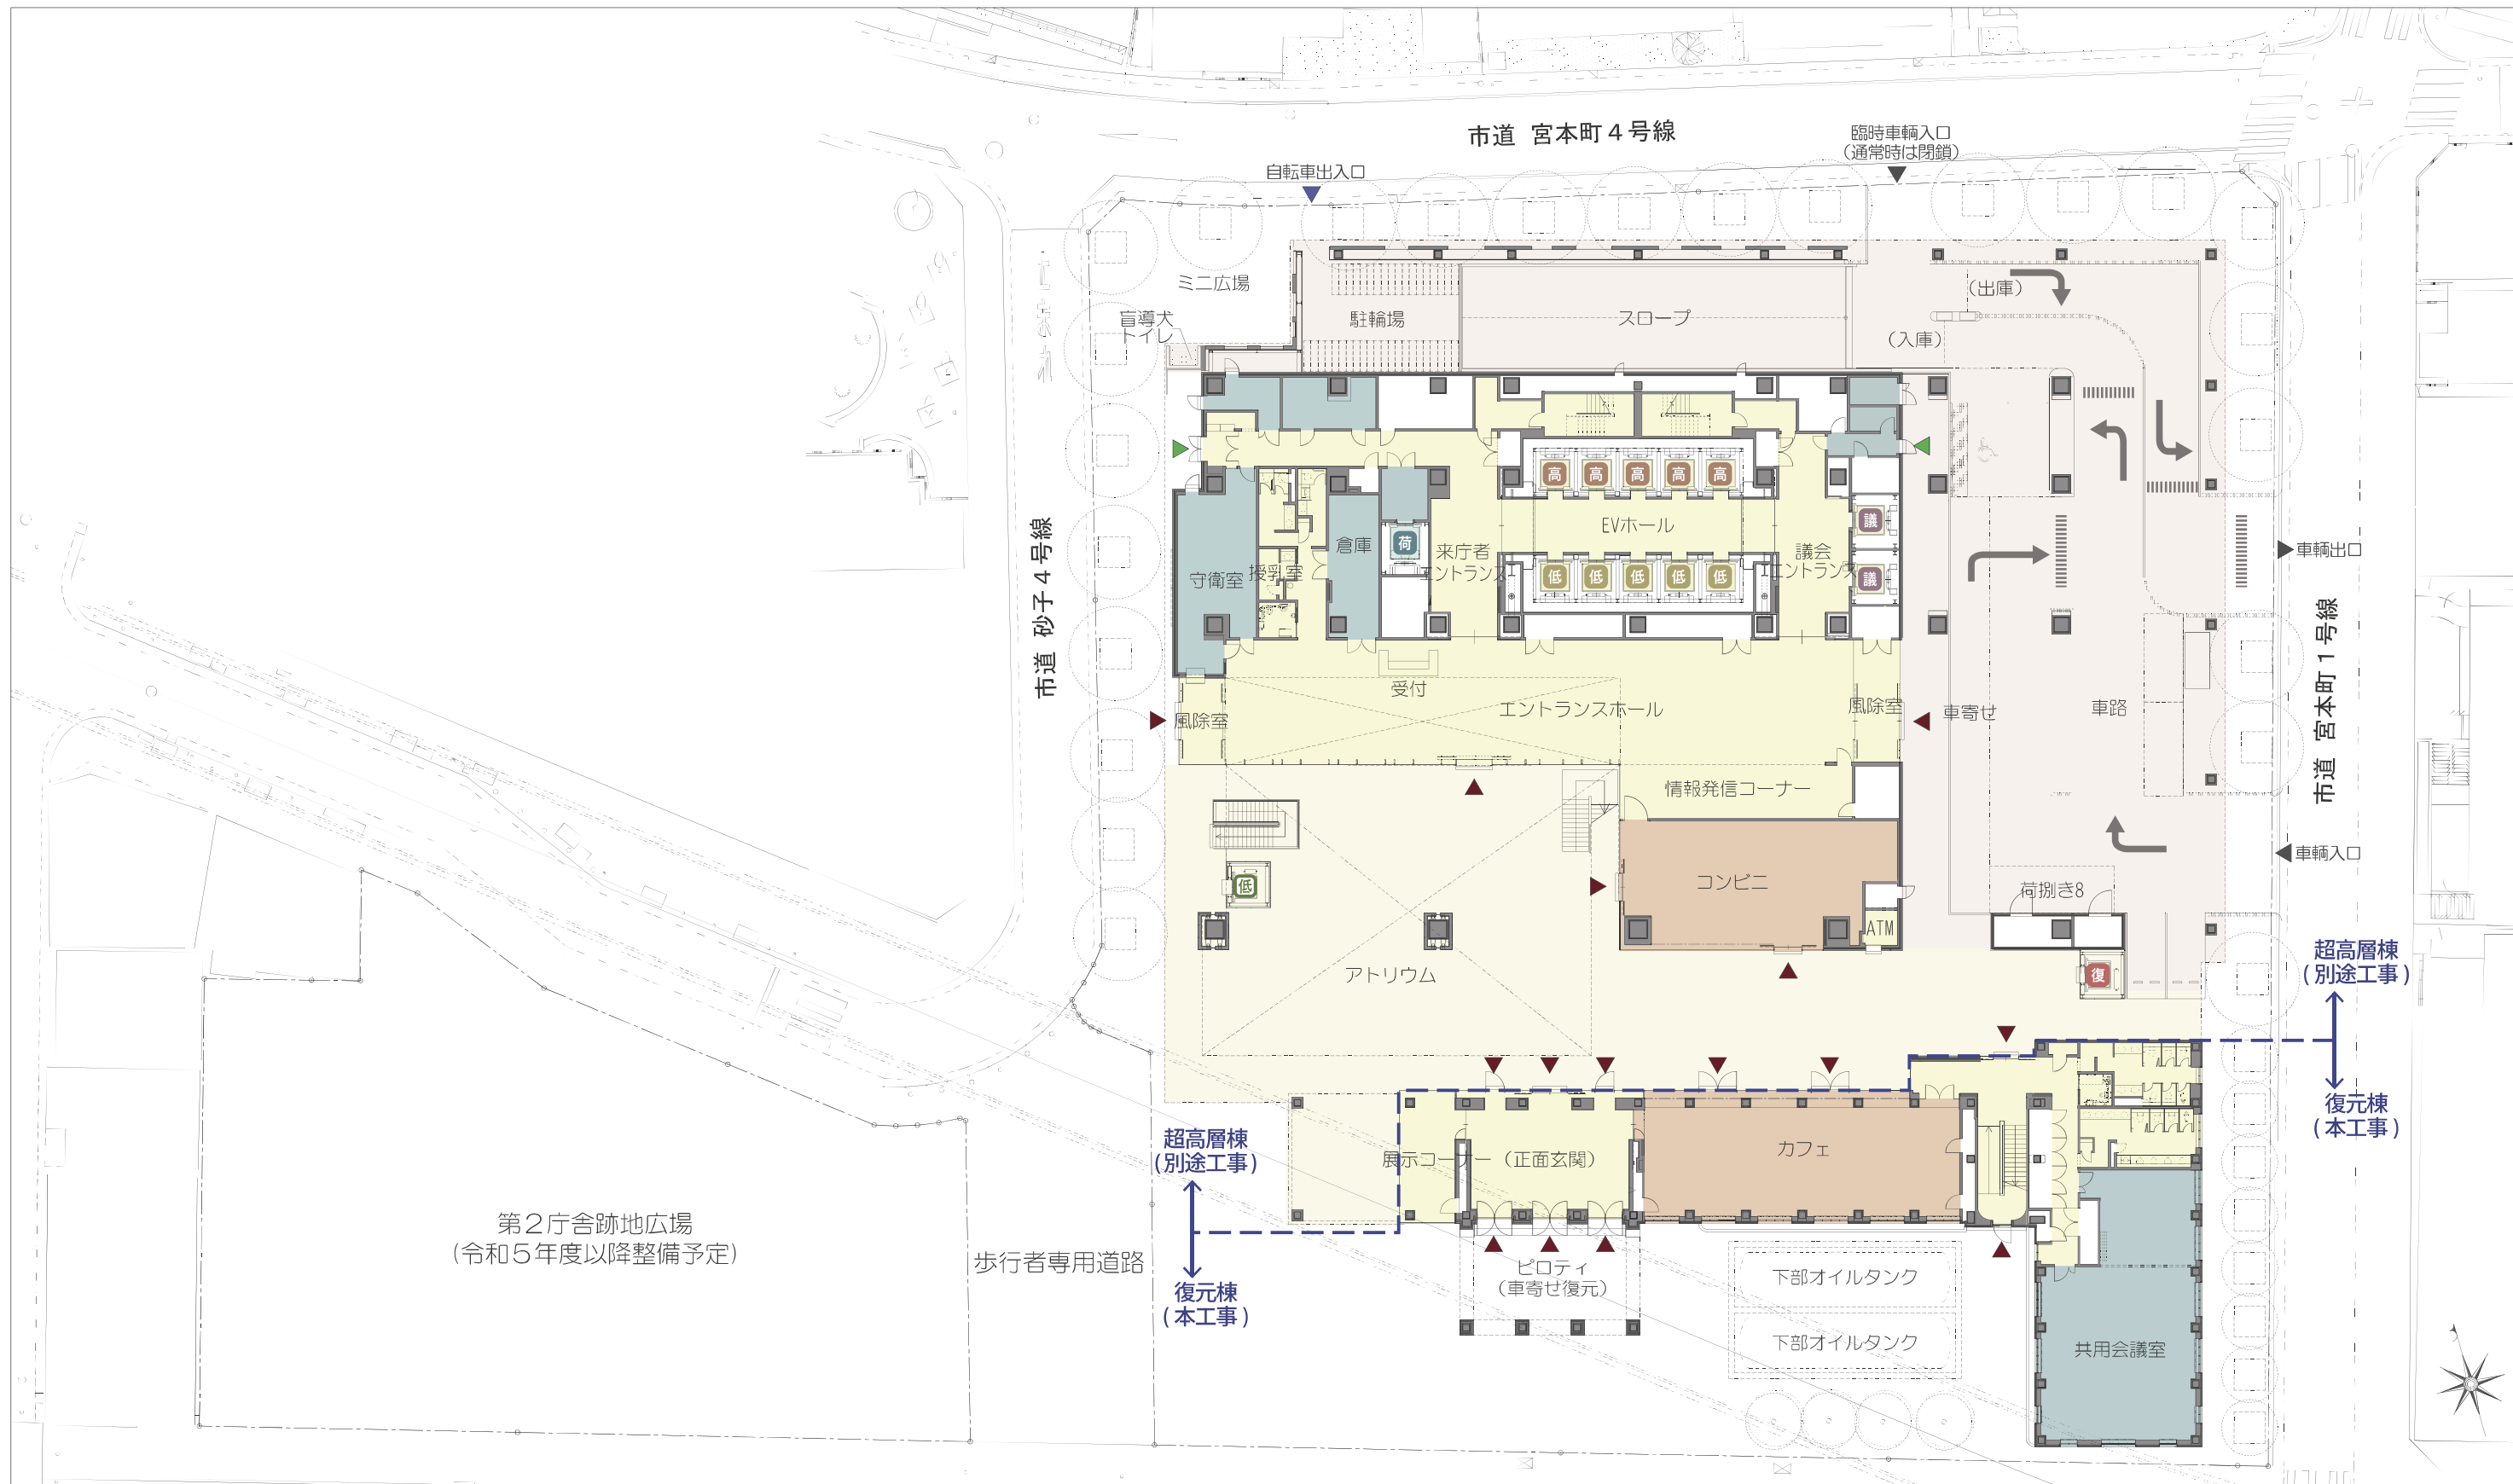 市道 宮本町４号線
臨時車輌入口
（通常時は閉鎖）
自転車出入口
ミニ広場
盲導犬
トイレ
駐輪場
スロープ
（出庫）
（入庫）
市道 砂子４号線
高
高
高
高
高
EVホール
低
低
低
低
低
荷
倉庫
守衛室
授乳室
来庁者
エントランス
議会
エントランス
議
議
車輌出口
市道 宮本町１号線
受付
エントランスホール
風除室
風除室
車寄せ
車路
情報発信コーナー
車輌入口
コンビニ
ATM
荷捌き8
低
復
アトリウム
超高層棟
(別途工事)
復元棟
(本工事)
超高層棟
(別途工事)
復元棟
(本工事)
展示コーナー
（正面玄関）
カフェ
ピロティ
（車寄せ復元）
下部オイルタンク
下部オイルタンク
共用会議室
第２庁舎跡地広場
(令和５年度以降整備予定)
歩行者専用道路